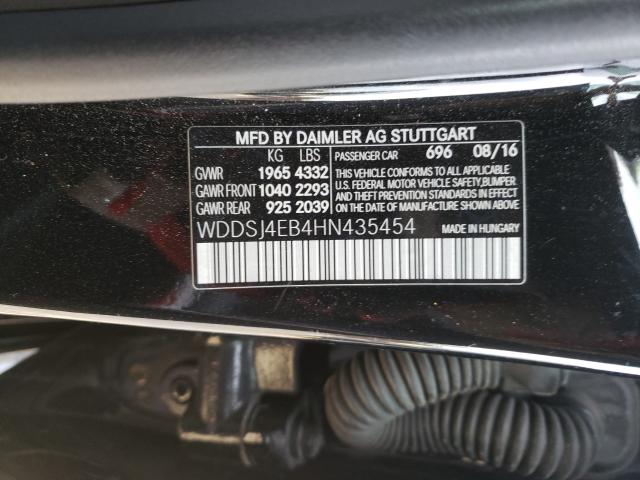 MFD BY DAIMLER AG STUTTGART
KG LBS PASSENGER CAR 696 08/16
GVWR 1965 4332 THIS VEHICLE CONFORMS TO ALL APPLICABLE
GAWR FRONT 1040 2293 U.S. FEDERAL MOTOR VEHICLE SAFETY, BUMPER,
AND THEFT PREVENTION STANDARDS IN EFFECT
GAWR REAR 925 2039 ON THE DATE OF MANUFACTURE SHOWN ABOVE.
WDDSJ4EB4HN435454 MADE IN HUNGARY